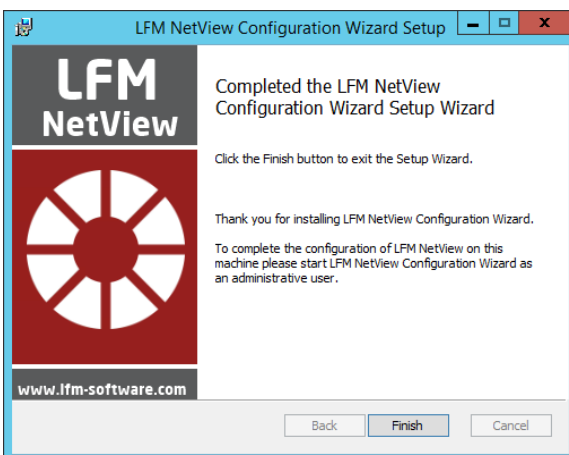 LFM NetView Configuration Wizard Setup
LFM
NetView
Completed the LFM NetView
Configuration Wizard Setup Wizard
Click the Finish button to exit the Setup Wizard.
Thank you for installing LFM NetView Configuration Wizard.
To complete the configuration of LFM NetView on this
machine please start LFM NetView Configuration Wizard as
an administrative user.
www.lfm-software.com
Back
Finish
Cancel